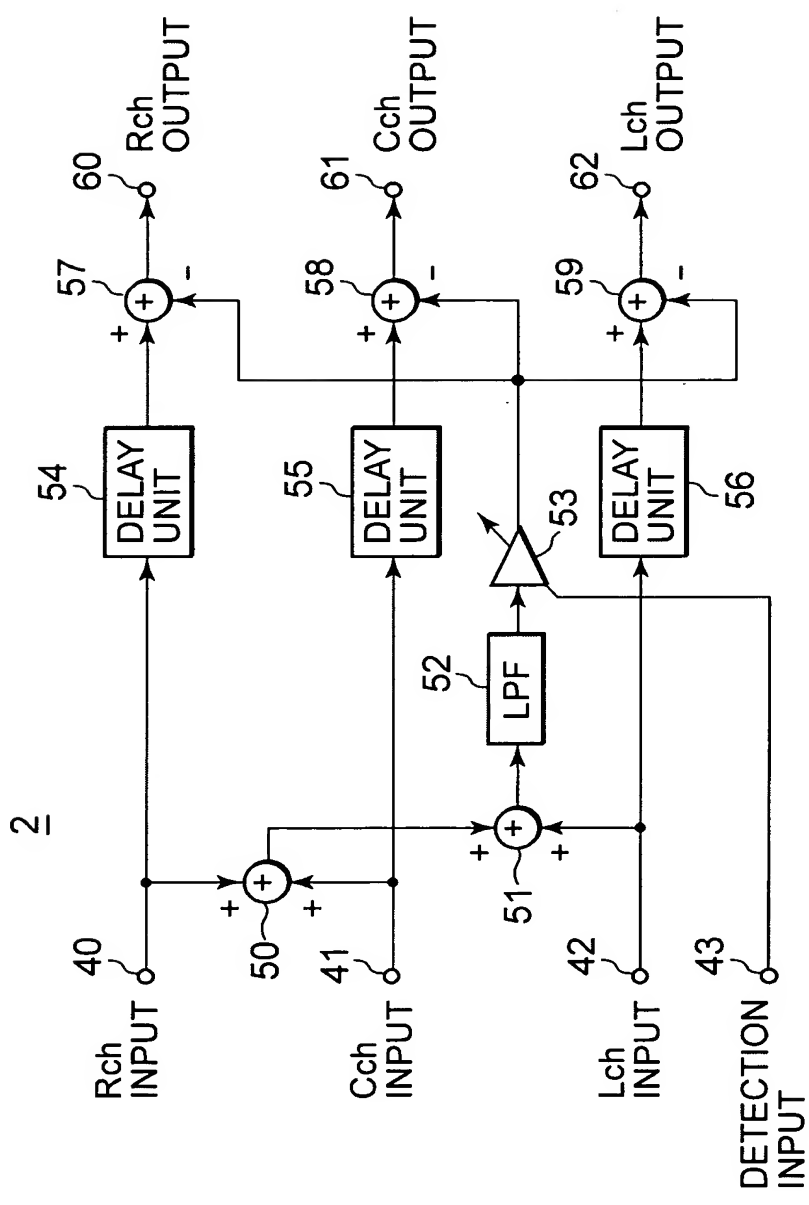 2
Rch
INPUT
40
+
+
+
50
54
DELAY
UNIT
+
57
+
-
60
Rch
OUTPUT
Cch
INPUT
41
55
DELAY
UNIT
+
58
+
-
61
Cch
OUTPUT
+
+
+
51
52
LPF
53
Lch
INPUT
42
DELAY
UNIT
56
+
59
+
-
62
Lch
OUTPUT
DETECTION
INPUT
43